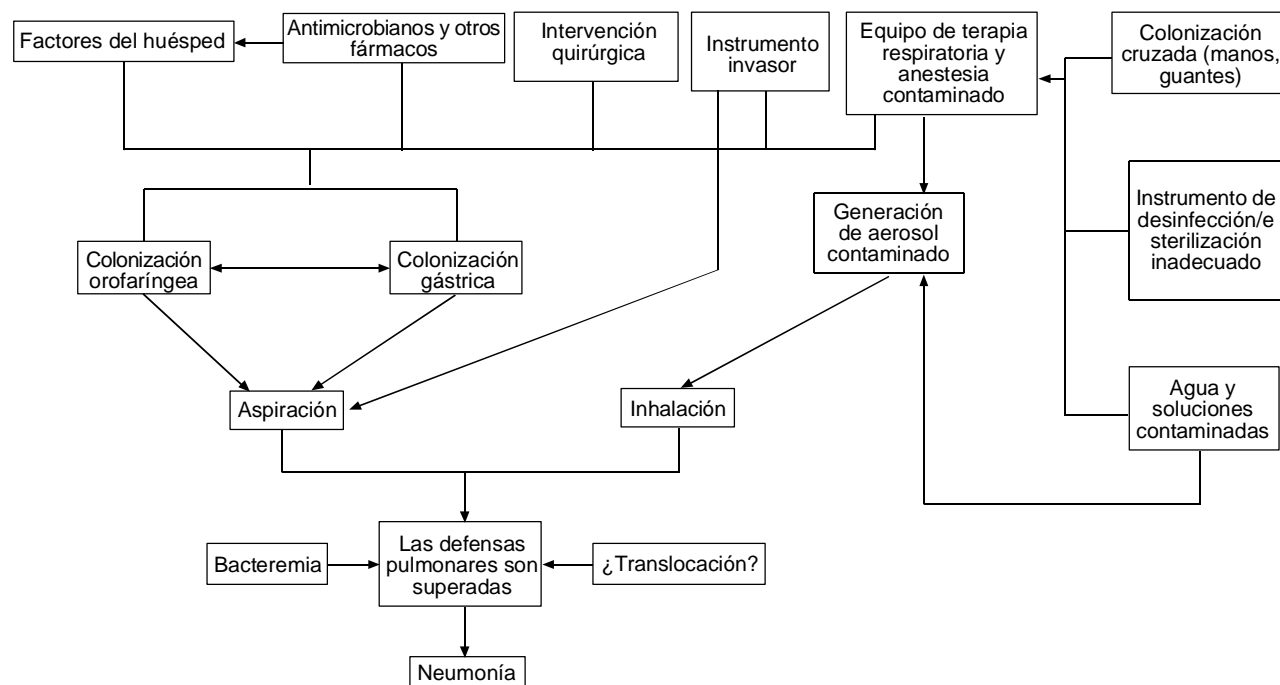 Factores del huésped
Antimicrobianos y otros
fármacos
Intervención
quirúrgica
Instrumento
invasor
Equipo de terapia
respiratoria y
anestesia
contaminado
Colonización
cruzada (manos,
guantes)
Instrumento de
desinfección/e
sterilización
inadecuado
Generación
de aerosol
contaminado
Colonización
orofaríngea
Colonización
gástrica
Aspiración
Inhalación
Agua y
soluciones
contaminadas
Bacteremia
Las defensas
pulmonares son
superadas
¿Translocación?
Neumonía